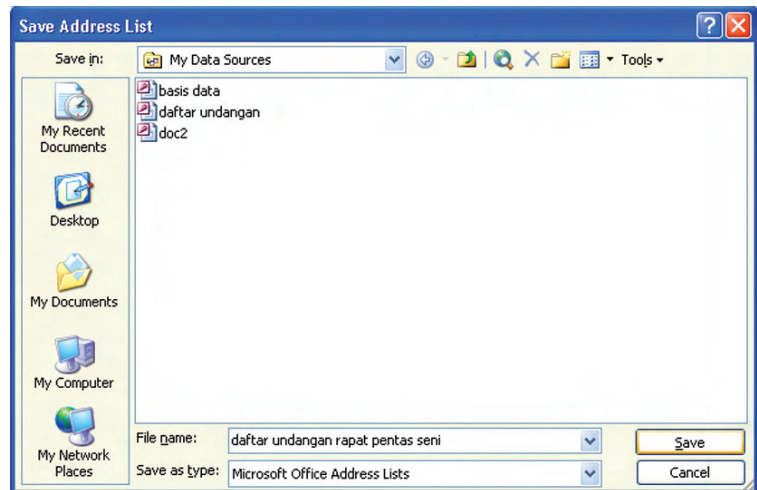 Save Address List
Save in:
My Data Sources
Tools
My Recent
Documents
Desktop
My Documents
My Computer
My Network
Places
basis data
daftar undangan
doc2
File name:
daftar undangan rapat pentas seni
Save
Save as type:
Microsoft Office Address Lists
Cancel